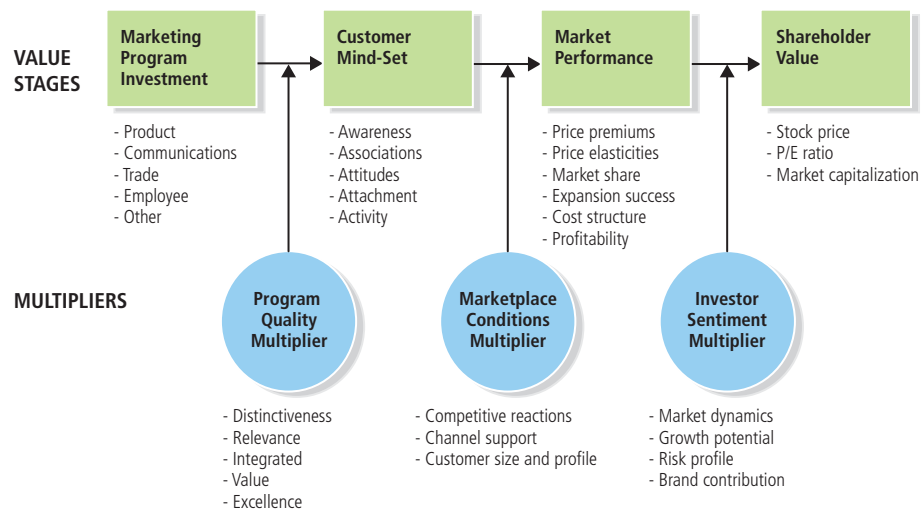 VALUE
STAGES
Marketing
Program
Investment
Customer
Mind-Set
Market
Performance
Shareholder
Value
- Product
- Communications
- Trade
- Employee
- Other
- Awareness
- Associations
- Attitudes
- Attachment
- Activity
- Price premiums
- Price elasticities
- Market share
- Expansion success
- Cost structure
- Profitability
- Stock price
- P/E ratio
- Market capitalization
MULTIPLIERS
Program
Quality
Multiplier
Marketplace
Conditions
Multiplier
Investor
Sentiment
Multiplier
- Distinctiveness
- Relevance
- Integrated
- Value
- Excellence
- Competitive reactions
- Channel support
- Customer size and profile
- Market dynamics
- Growth potential
- Risk profile
- Brand contribution